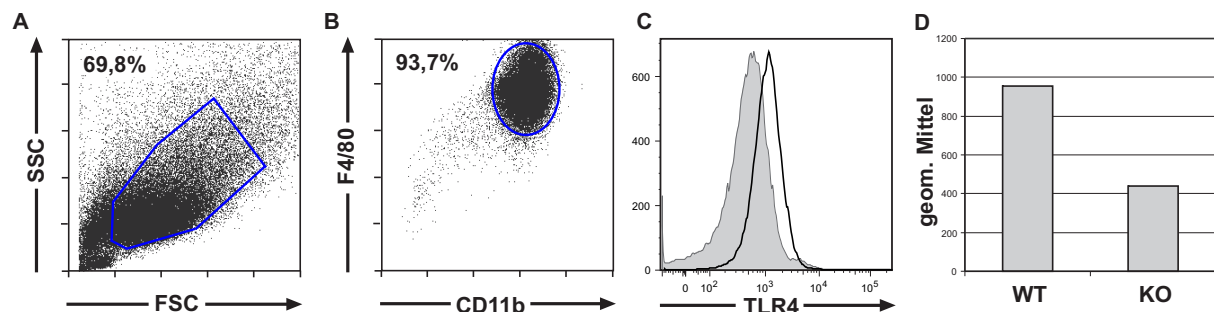 A
69,8%
SSC
FSC
B
93,7%
F4/80
CD11b
C
600
400
200
0
0 10² 10³ 10⁴ 10⁵
TLR4
D
geom. Mittel
1200
1000
800
600
400
200
0
WT KO